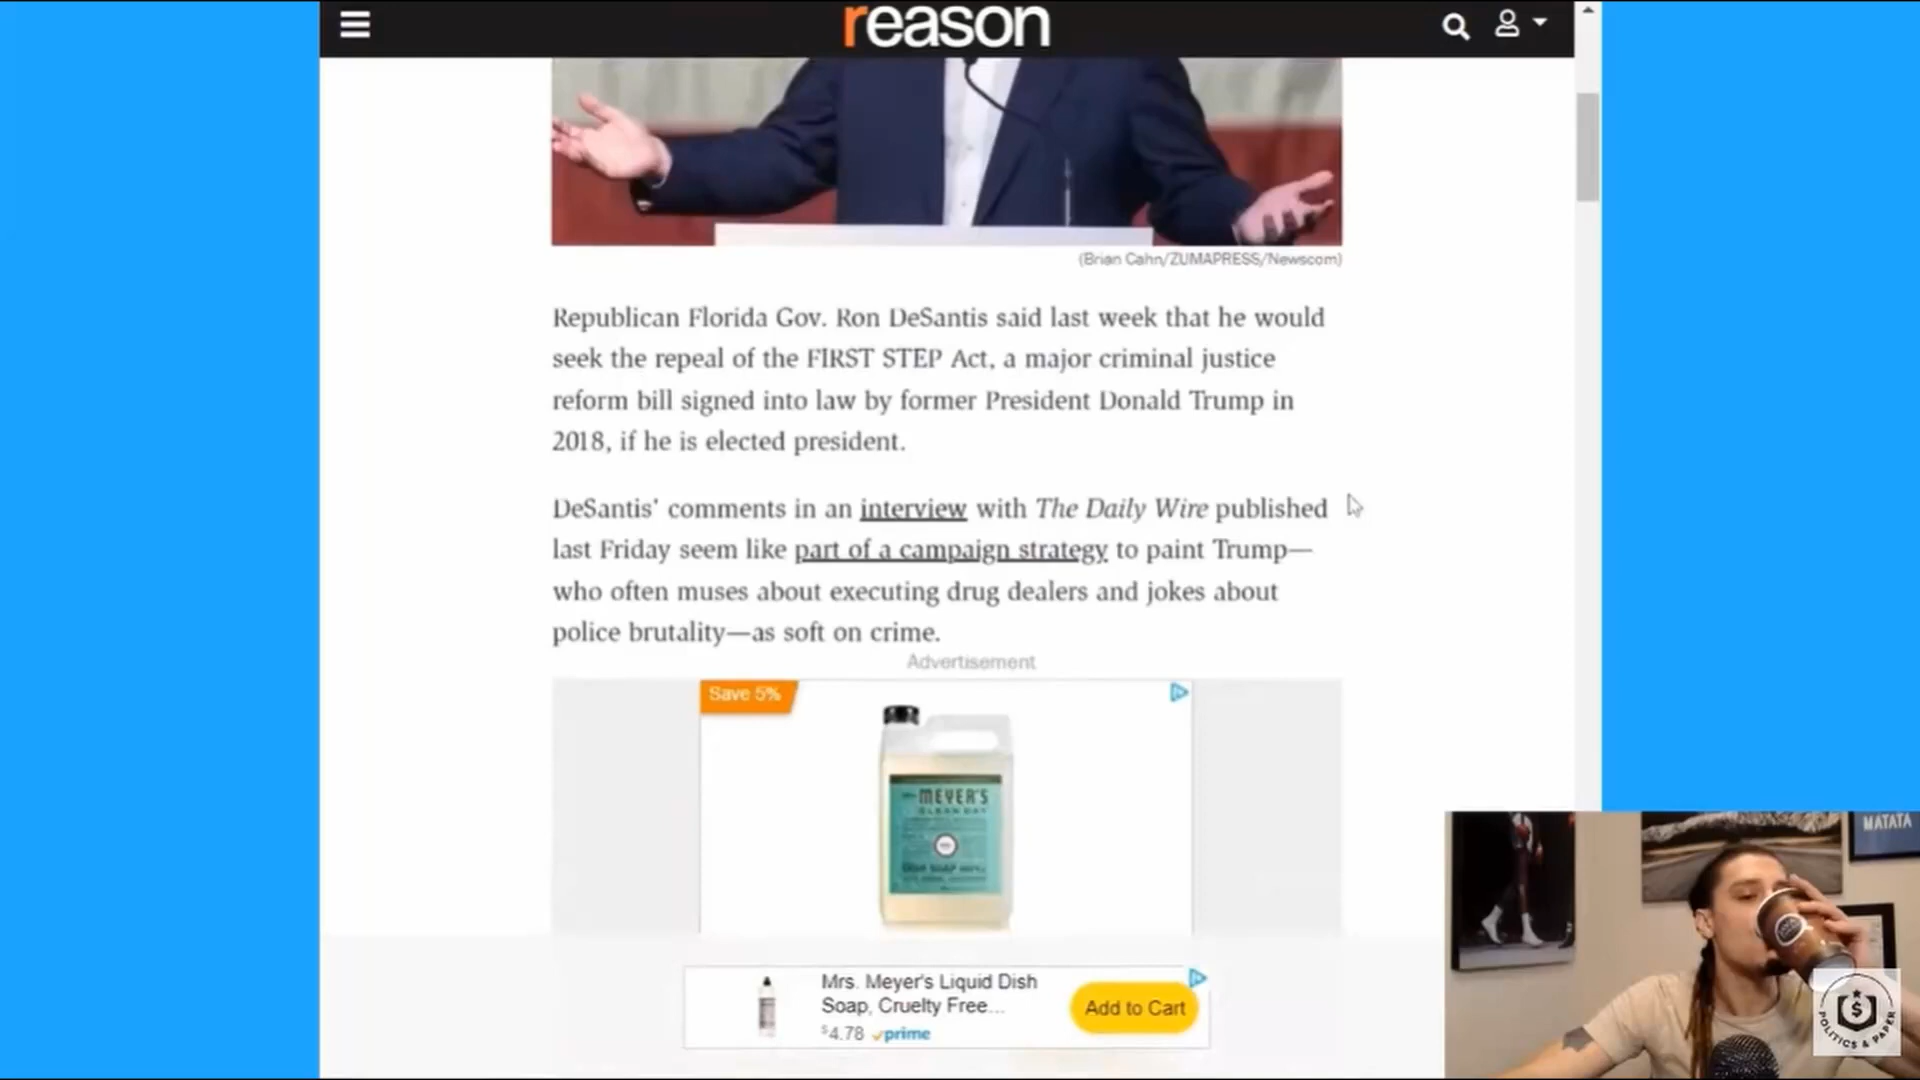 reason
(Brian Cahn/ZUMAPRESS/Newscom)
Republican Florida Gov. Ron DeSantis said last week that he would
seek the repeal of the FIRST STEP Act, a major criminal justice
reform bill signed into law by former President Donald Trump in
2018, if he is elected president.
DeSantis' comments in an interview with The Daily Wire published
last Friday seem like part of a campaign strategy to paint Trump—
who often muses about executing drug dealers and jokes about
police brutality—as soft on crime.
Advertisement
Save 5%
MEYER'S
CLEAN DAY
Mrs. Meyer's Liquid Dish
Soap, Cruelty Free...
$4.78 prime
Add to Cart
MATATA
POLITICS & PAPER